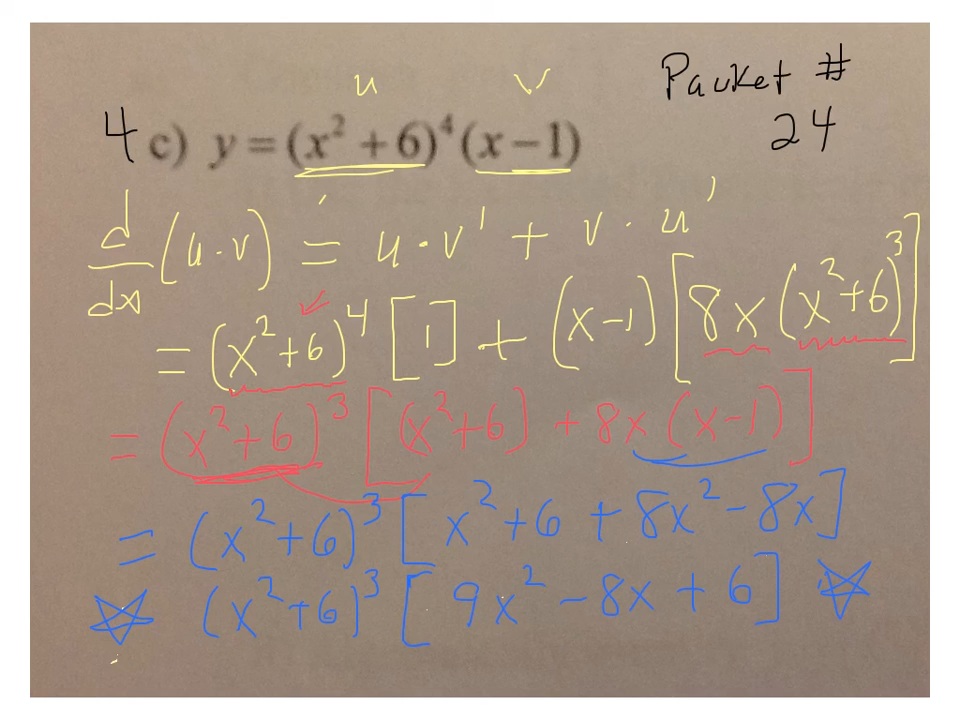 u v Packet #
4 c) y = (x² + 6)⁴(x − 1) 24
d/dx (u·v)' = u·v' + v·u'
= (x²+6)⁴ [1] + (x−1) [8x (x²+6)³]
= (x²+6)³ [(x²+6) + 8x (x−1)]
= (x²+6)³ [x²+6 + 8x² − 8x]
☆ (x²+6)³ [9x² − 8x + 6] ☆